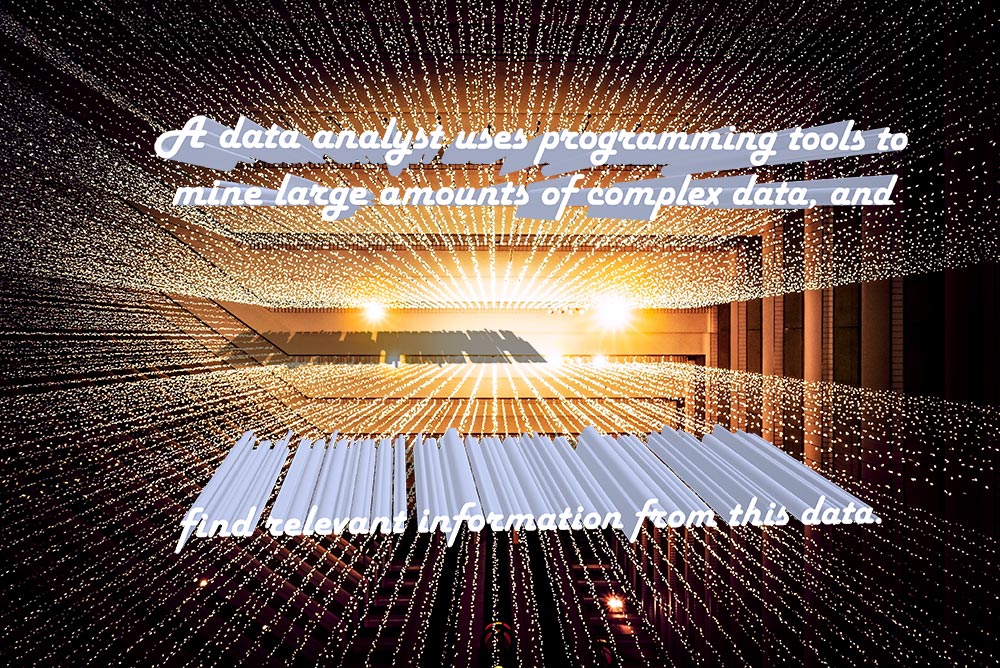 A data analyst uses programming tools to
mine large amounts of complex data, and
find relevant information from this data.